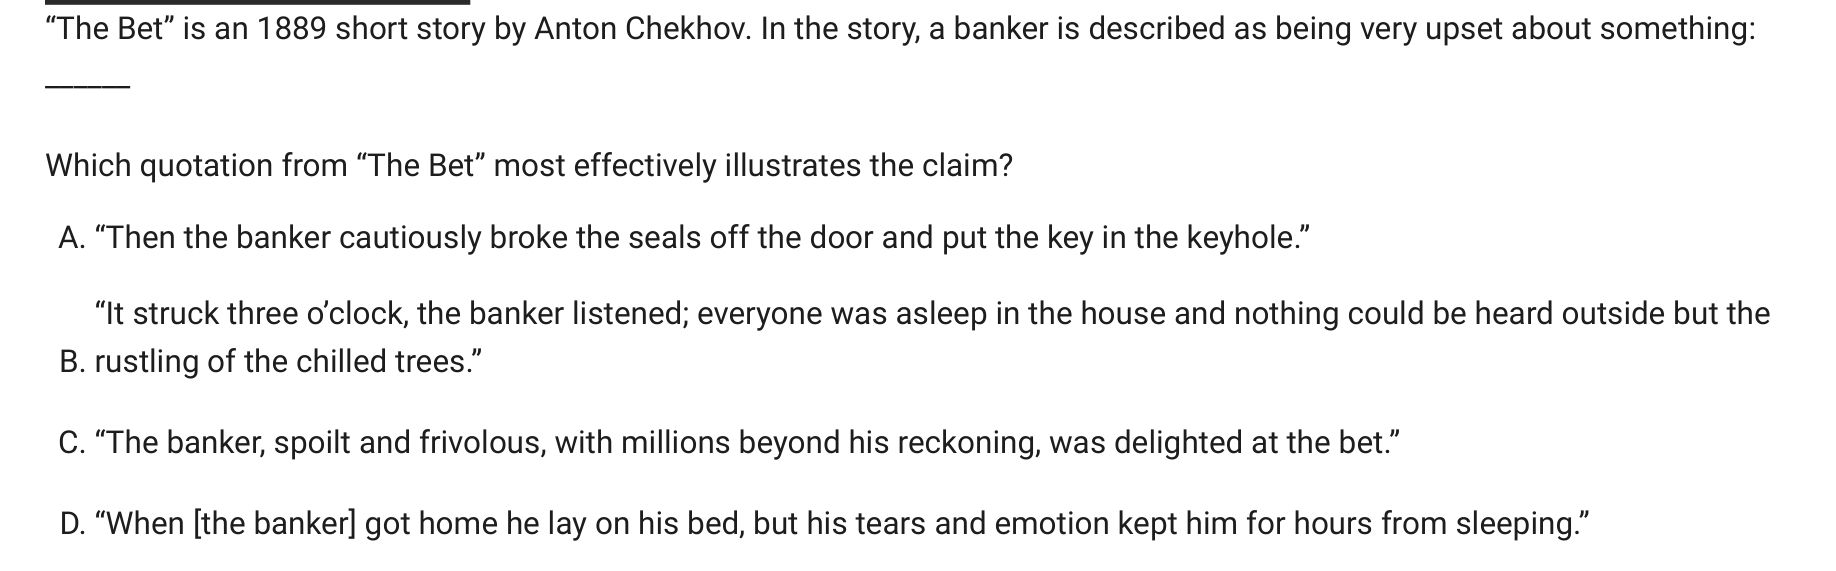 “The Bet” is an 1889 short story by Anton Chekhov. In the story, a banker is described as being very upset about something:
______
Which quotation from “The Bet” most effectively illustrates the claim?
A. “Then the banker cautiously broke the seals off the door and put the key in the keyhole.”
“It struck three o’clock, the banker listened; everyone was asleep in the house and nothing could be heard outside but the
B. rustling of the chilled trees.”
C. “The banker, spoilt and frivolous, with millions beyond his reckoning, was delighted at the bet.”
D. “When [the banker] got home he lay on his bed, but his tears and emotion kept him for hours from sleeping.”